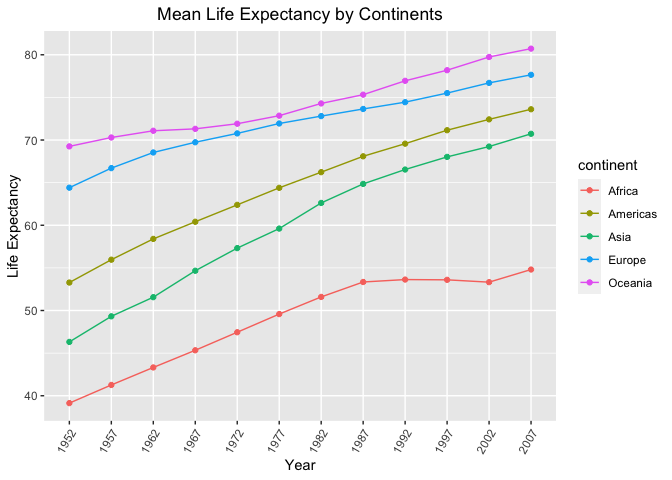 Mean Life Expectancy by Continents
Life Expectancy
80
70
60
50
40
1952 1957 1962 1967 1972 1977 1982 1987 1992 1997 2002 2007
Year
continent
Africa
Americas
Asia
Europe
Oceania